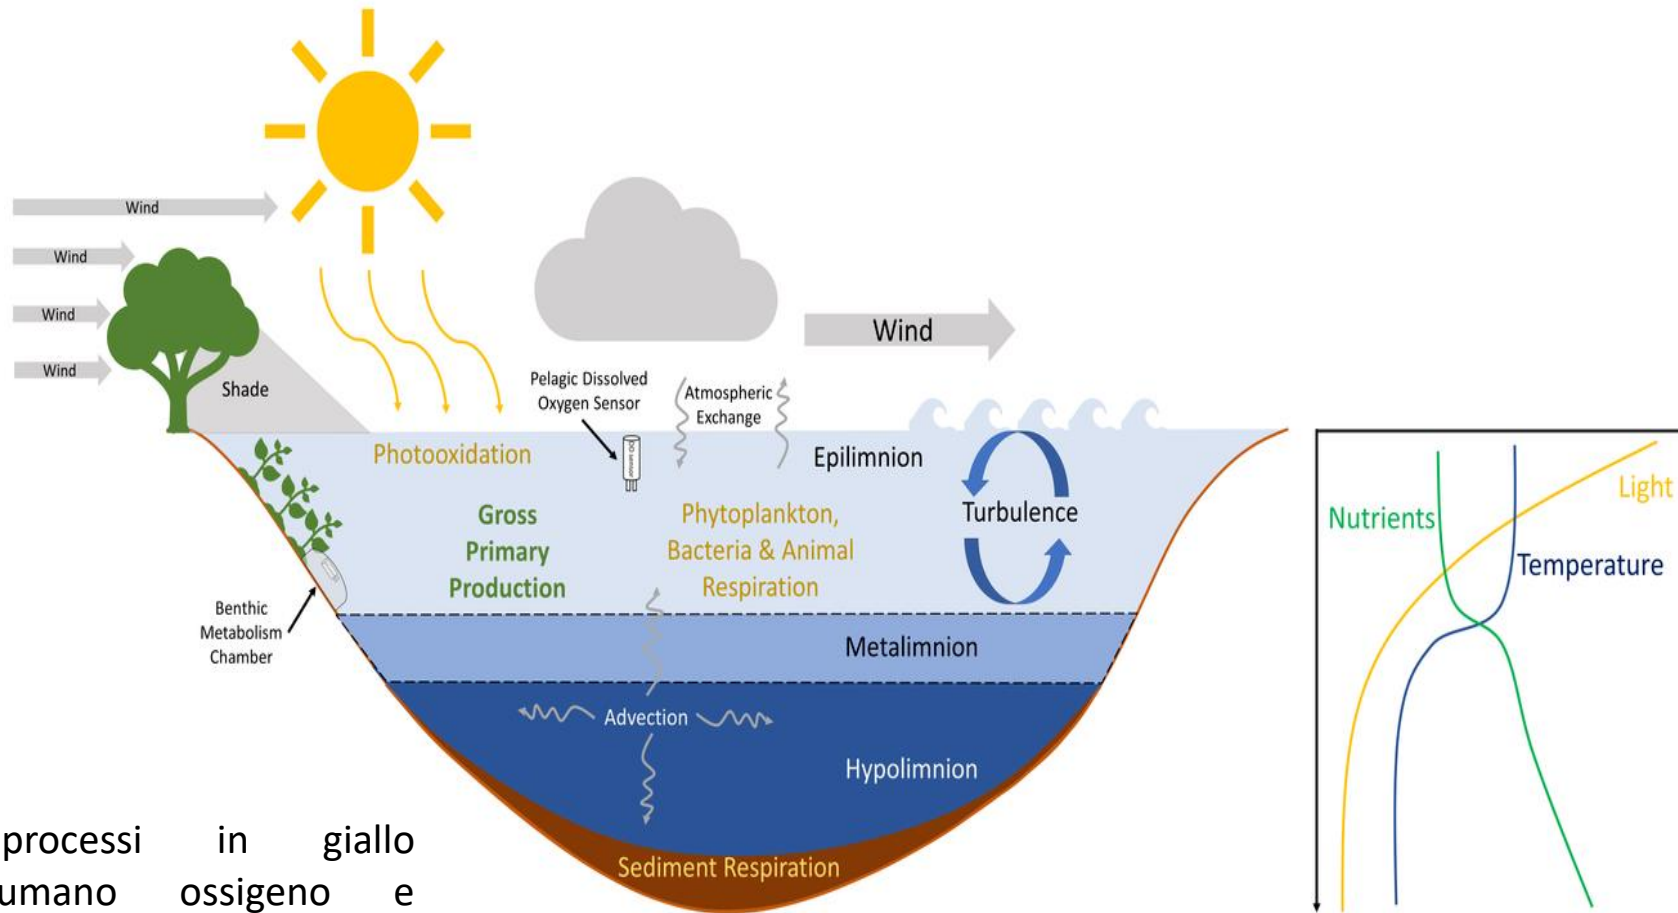 Wind
Wind
Wind
Wind
Shade
Wind
Pelagic Dissolved
Oxygen Sensor
Atmospheric
Exchange
Photooxidation
DO sensor
Epilimnion
Gross
Primary
Production
Phytoplankton,
Bacteria & Animal
Respiration
Turbulence
Benthic
Metabolism
Chamber
Metalimnion
Advection
Hypolimnion
Sediment Respiration
Light
Nutrients
Temperature
processi in giallo
umano ossigeno e